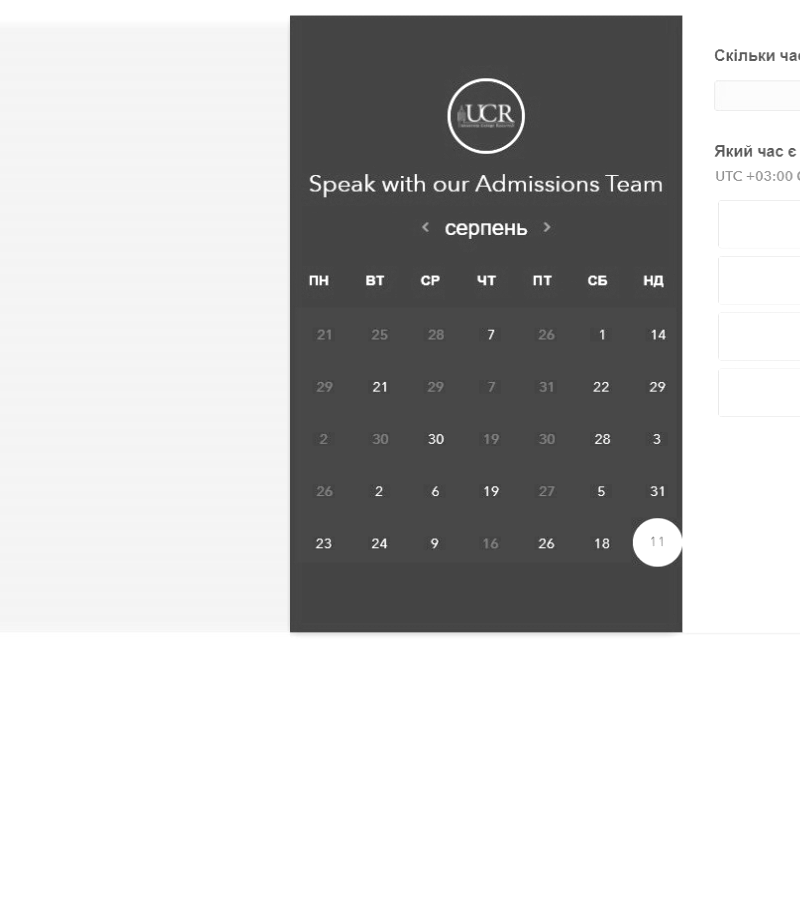 UCR
Speak with our Admissions Team
серпень
ПН ВТ СР ЧТ ПТ СБ НД
21 25 28 7 26 1 14
29 21 29 7 31 22 29
2 30 30 19 30 28 3
26 2 6 19 27 5 31
23 24 9 16 26 18 11
Скільки
Який час є
UTC +03:00